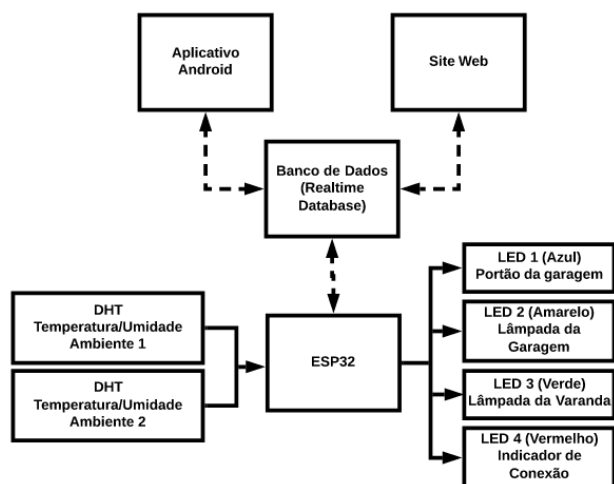 Aplicativo
Android
Site Web
Banco de Dados
(Realtime
Database)
DHT
Temperatura/Umidade
Ambiente 1
DHT
Temperatura/Umidade
Ambiente 2
ESP32
LED 1 (Azul)
Portão da garagem
LED 2 (Amarelo)
Lâmpada da
Garagem
LED 3 (Verde)
Lâmpada da Varanda
LED 4 (Vermelho)
Indicador de
Conexão